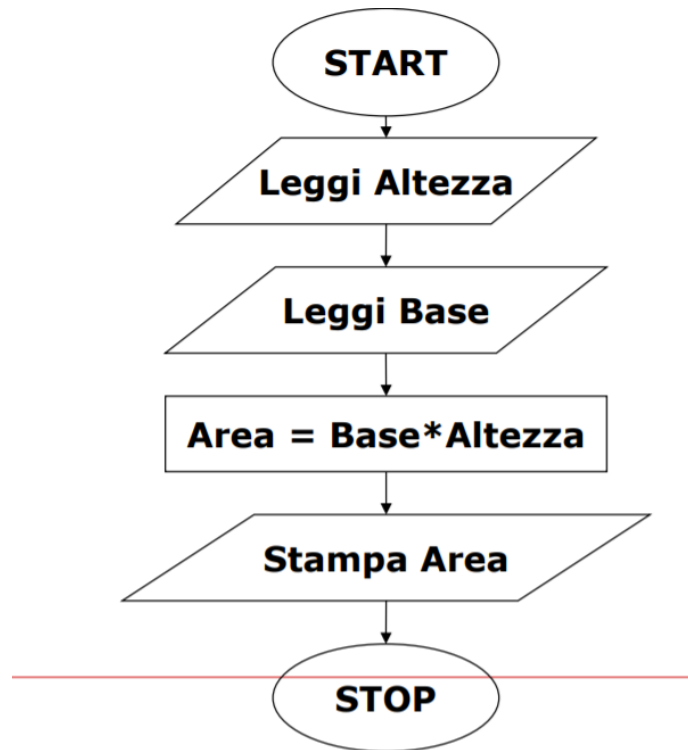 START
Leggi Altezza
Leggi Base
Area = Base*Altezza
Stampa Area
STOP